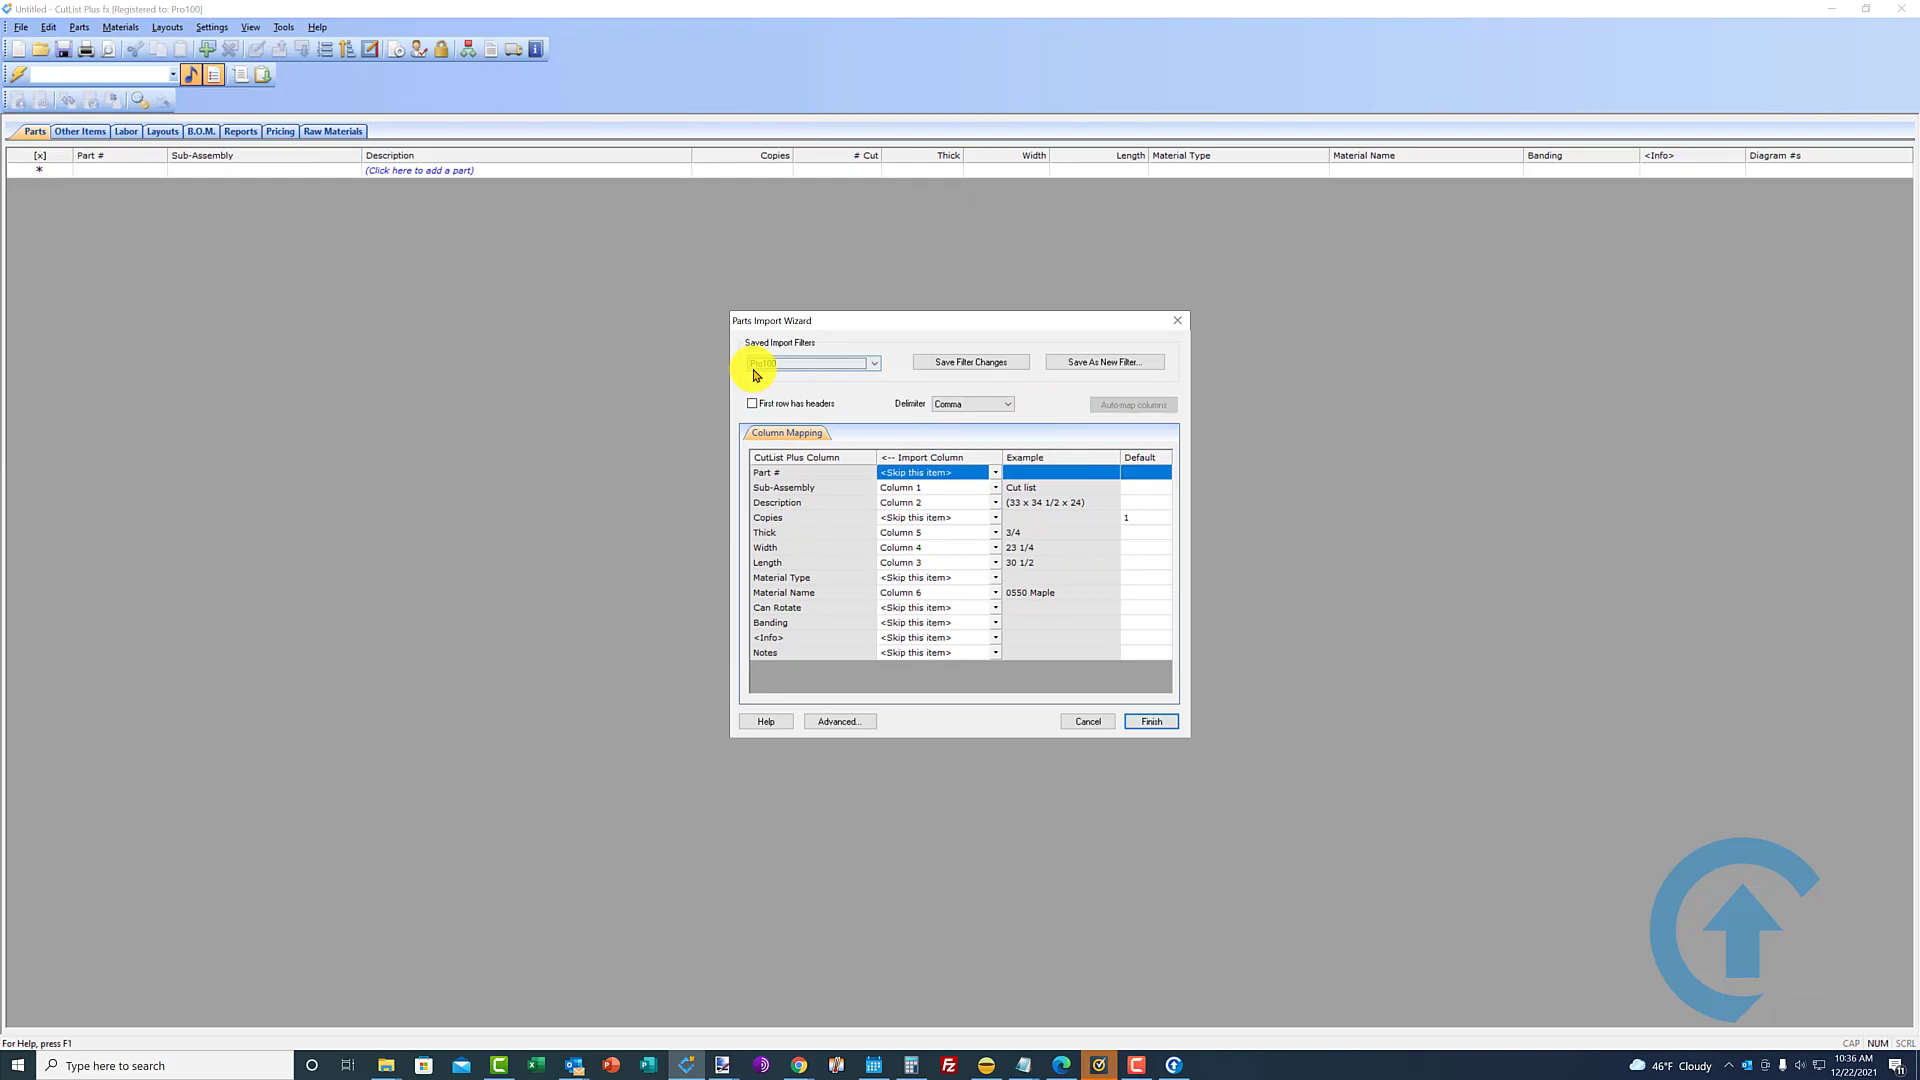 Untitled - CutList Plus fx [Registered to: Pro100]
File Edit Parts Materials Layouts Settings View Tools Help
Parts Other Items Labor Layouts B.O.M. Reports Pricing Raw Materials
[x] Part # Sub-Assembly Description Copies # Cut Thick Width Length Material Type Material Name Banding <Info> Diagram #s
* (Click here to add a part)
Parts Import Wizard
Saved Import Filters
Pro100 Save Filter Changes Save As New Filter...
First row has headers Delimiter Comma Auto-map columns
Column Mapping
CutList Plus Column <-- Import Column Example Default
Part # <Skip this item>
Sub-Assembly Column 1 Cut list
Description Column 2 (33 x 34 1/2 x 24)
Copies <Skip this item> 1
Thick Column 5 3/4
Width Column 4 23 1/4
Length Column 3 30 1/2
Material Type <Skip this item>
Material Name Column 6 0550 Maple
Can Rotate <Skip this item>
Banding <Skip this item>
<Info> <Skip this item>
Notes <Skip this item>
Help Advanced... Cancel Finish
For Help, press F1 CAP NUM SCRL
Type here to search 46°F Cloudy 10:36 AM
12/22/2021